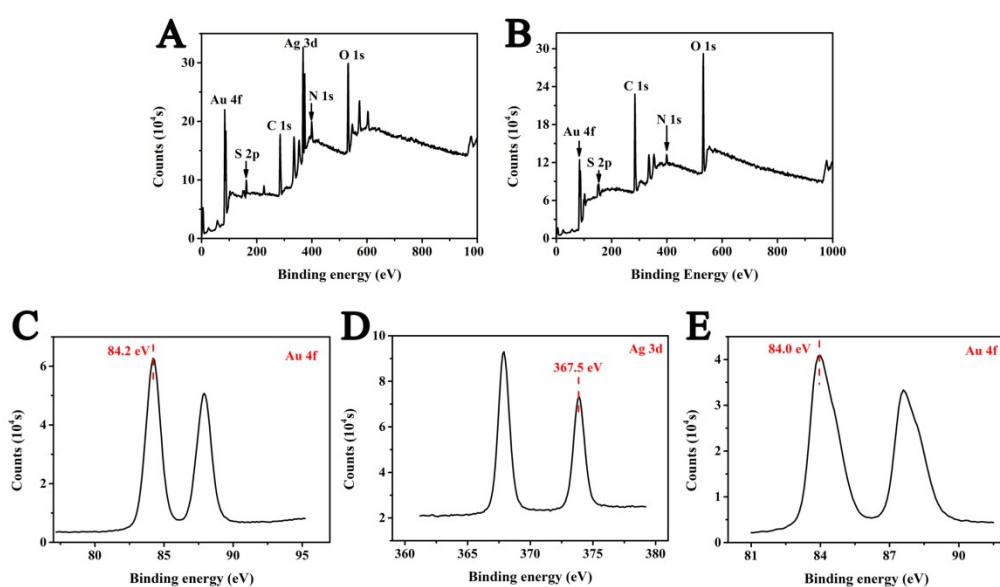 A
Ag 3d
O 1s
Au 4f
N 1s
C 1s
S 2p
Counts (10⁴s)
30
20
10
0
0 200 400 600 800 100
Binding energy (eV)
B
O 1s
C 1s
Au 4f
N 1s
S 2p
Counts (10⁴s)
30
24
18
12
6
0
0 200 400 600 800 1000
Binding Energy (eV)
C
84.2 eV
Au 4f
Counts (10⁴s)
6
4
2
0
80 85 90 95
Binding energy (eV)
D
Ag 3d
367.5 eV
Counts (10⁴s)
10
8
6
4
2
360 365 370 375 380
Binding energy (eV)
E
84.0 eV
Au 4f
Counts (10⁴s)
4
3
2
1
0
81 84 87 90
Binding energy (eV)